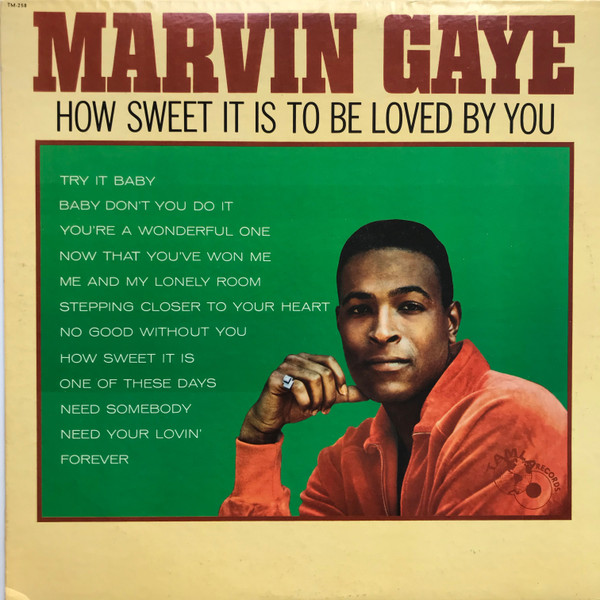 TM-258
MARVIN GAYE
HOW SWEET IT IS TO BE LOVED BY YOU
TRY IT BABY
BABY DON'T YOU DO IT
YOU'RE A WONDERFUL ONE
NOW THAT YOU'VE WON ME
ME AND MY LONELY ROOM
STEPPING CLOSER TO YOUR HEART
NO GOOD WITHOUT YOU
HOW SWEET IT IS
ONE OF THESE DAYS
NEED SOMEBODY
NEED YOUR LOVIN'
FOREVER
TAMLA RECORDS